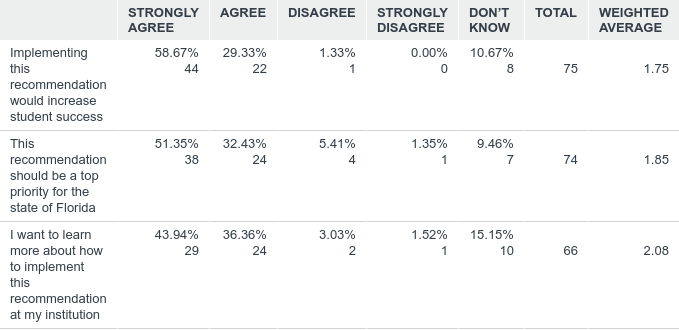 STRONGLY AGREE DISAGREE STRONGLY DON'T TOTAL WEIGHTED
AGREE DISAGREE KNOW AVERAGE
Implementing 58.67% 29.33% 1.33% 0.00% 10.67%
this 44 22 1 0 8 75 1.75
recommendation
would increase
student success
This 51.35% 32.43% 5.41% 1.35% 9.46%
recommendation 38 24 4 1 7 74 1.85
should be a top
priority for the
state of Florida
I want to learn 43.94% 36.36% 3.03% 1.52% 15.15%
more about how 29 24 2 1 10 66 2.08
to implement
this
recommendation
at my institution